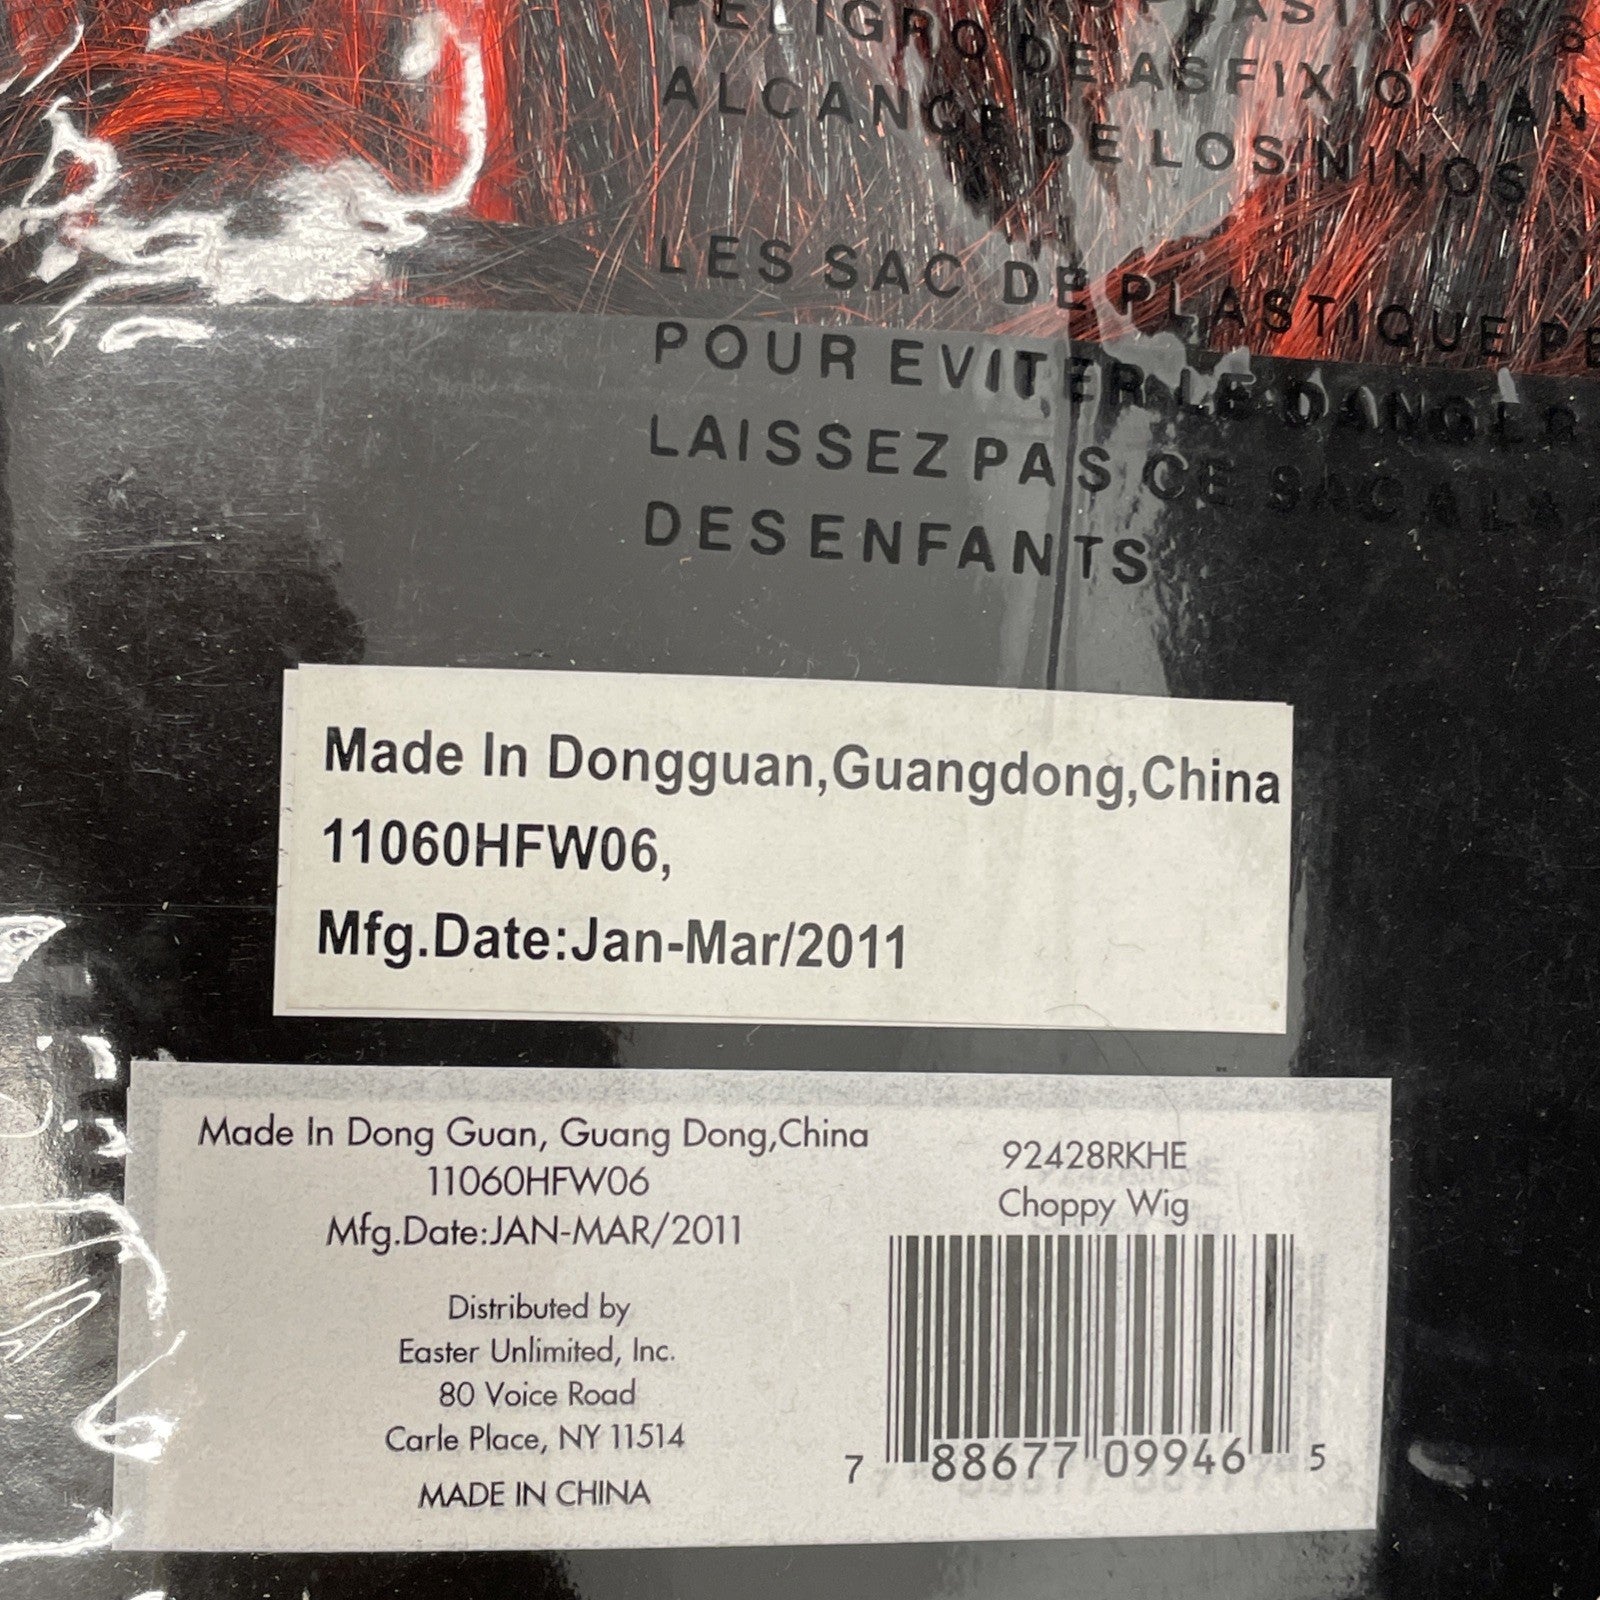 PELIGRO DE ASFIXIO MAN
ALCANCE DE LOS NINOS
LES SAC DE PLASTIQUE PE
POUR EVITER LE DANGER
LAISSEZ PAS CE SAC A LA
DES ENFANTS
Made In Dongguan,Guangdong,China
11060HFW06,
Mfg.Date:Jan-Mar/2011
Made In Dong Guan, Guang Dong,China
11060HFW06
Mfg.Date:JAN-MAR/2011
Distributed by
Easter Unlimited, Inc.
80 Voice Road
Carle Place, NY 11514
MADE IN CHINA
92428RKHE
Choppy Wig
7 88677 09946 5